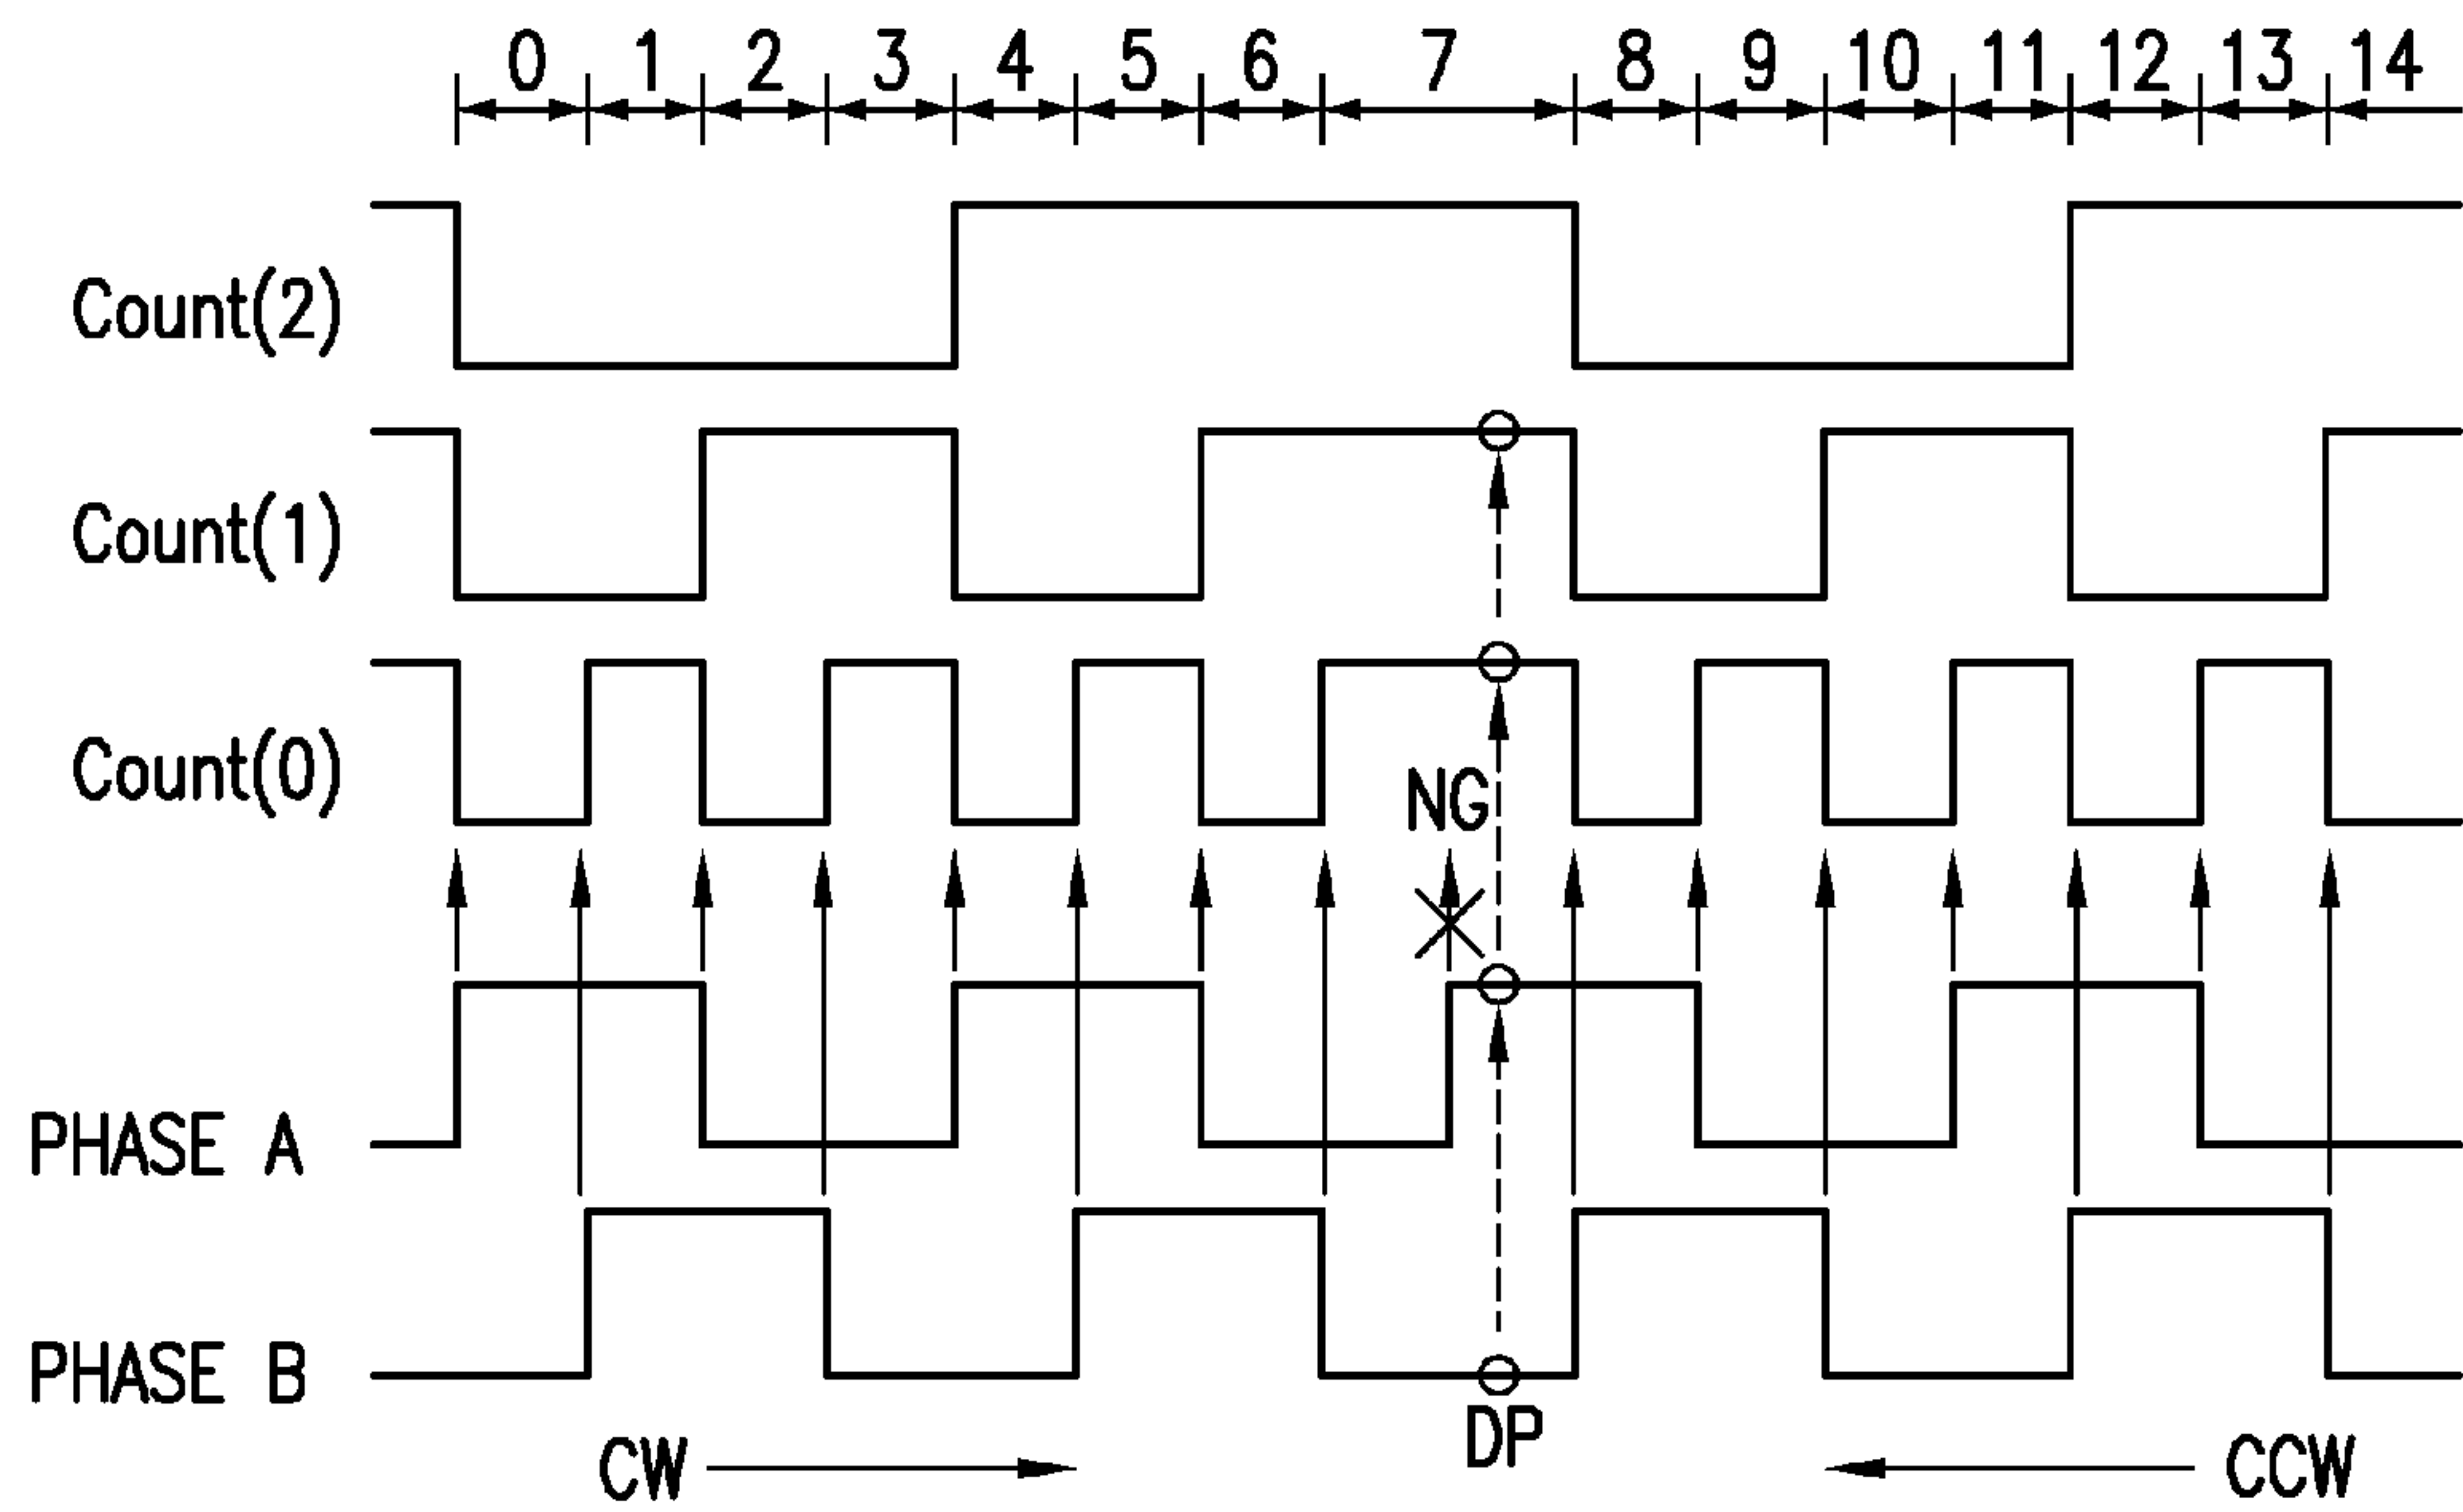 0 1 2 3 4 5 6 7 8 9 10 11 12 13 14
Count(2)
Count(1)
Count(0)
NG
PHASE A
PHASE B
DP
CW
CCW